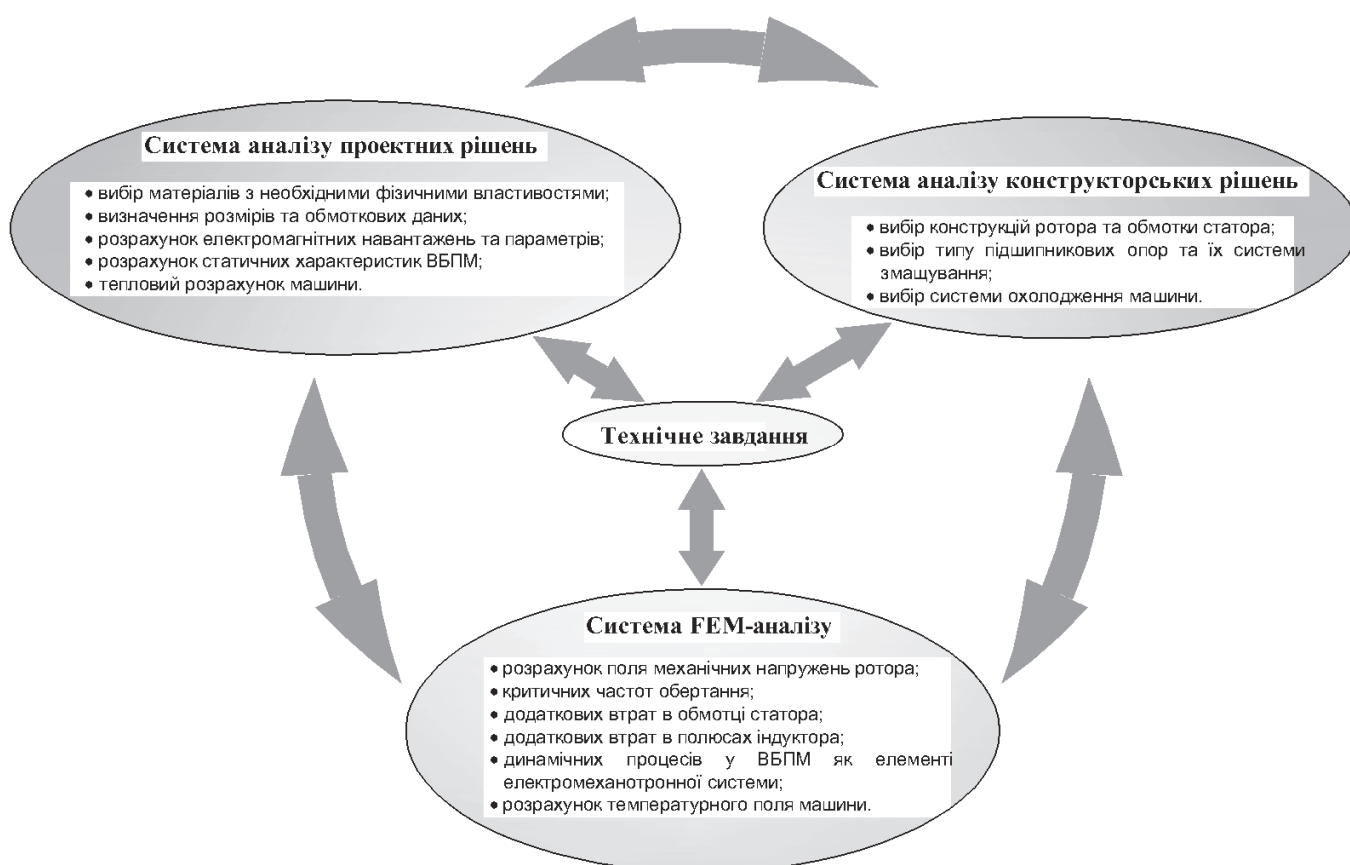 Система аналізу проектних рішень
• вибір матеріалів з необхідними фізичними властивостями;
• визначення розмірів та обмоткових даних;
• розрахунок електромагнітних навантажень та параметрів;
• розрахунок статичних характеристик ВБПМ;
• тепловий розрахунок машини.
Система аналізу конструкторських рішень
• вибір конструкцій ротора та обмотки статора;
• вибір типу підшипникових опор та їх системи
змащування;
• вибір системи охолодження машини.
Технічне завдання
Система FEM-аналізу
• розрахунок поля механічних напружень ротора;
• критичних частот обертання;
• додаткових втрат в обмотці статора;
• додаткових втрат в полюсах індуктора;
• динамічних процесів у ВБПМ як елементі
електромеханотронної системи;
• розрахунок температурного поля машини.